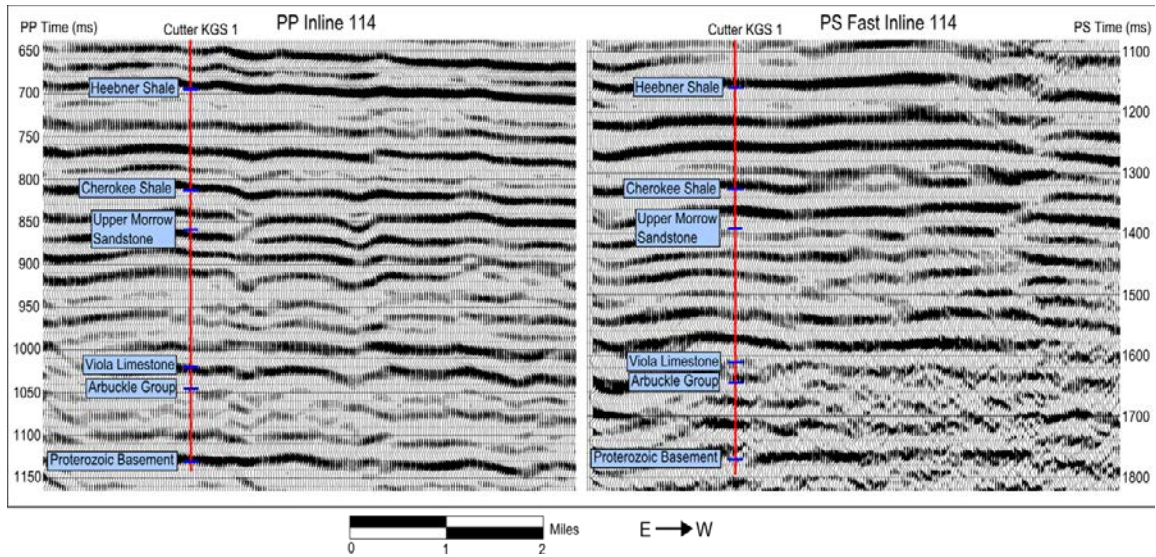 PP Time (ms)
PP Inline 114
Cutter KGS 1
650
700
750
800
850
900
950
1000
1050
1100
1150
Heebner Shale
Cherokee Shale
Upper Morrow
Sandstone
Viola Limestone
Arbuckle Group
Proterozoic Basement
PS Fast Inline 114
Cutter KGS 1
PS Time (ms)
Heebner Shale
Cherokee Shale
Upper Morrow
Sandstone
Viola Limestone
Arbuckle Group
Proterozoic Basement
1100
1200
1300
1400
1500
1600
1700
1800
0 1 2
Miles
E W